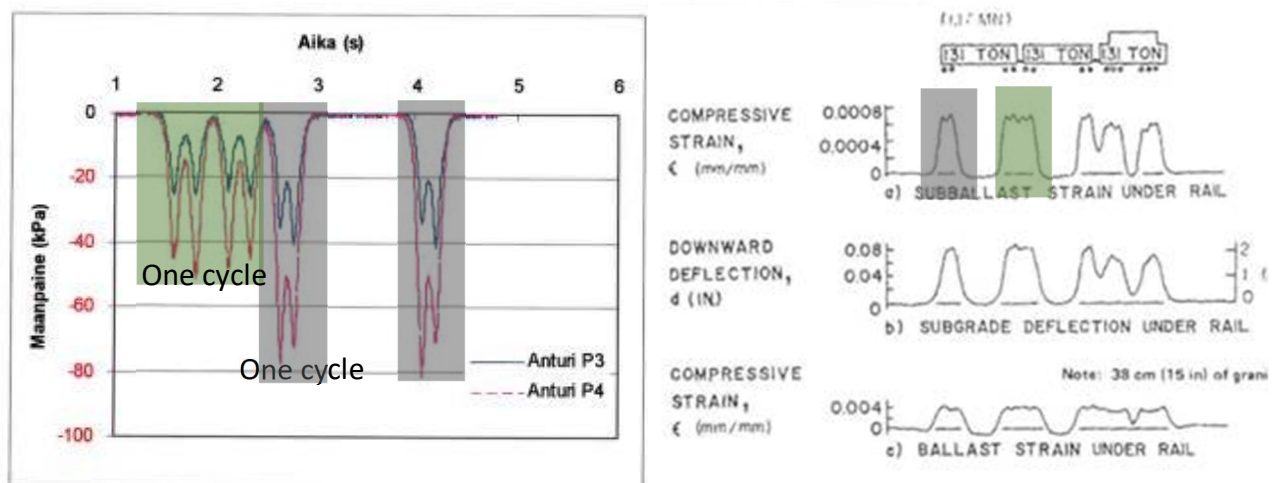 Aika (s)
1 2 3 4 5 6
0
-20
-40
-60
-80
-100
Maanpaine (kPa)
One cycle
One cycle
Anturi P3
Anturi P4
131 TON 131 TON 131 TON
COMPRESSIVE
STRAIN,
ϵ (mm/mm)
0.0008
0.0004
0
a) SUBBALLAST STRAIN UNDER RAIL
DOWNWARD
DEFLECTION,
d (IN)
0.08
0.04
0
2
1
0
b) SUBGRADE DEFLECTION UNDER RAIL
COMPRESSIVE
STRAIN,
ϵ (mm/mm)
Note: 38 cm (15 in) of grani
0.004
0
c) BALLAST STRAIN UNDER RAIL